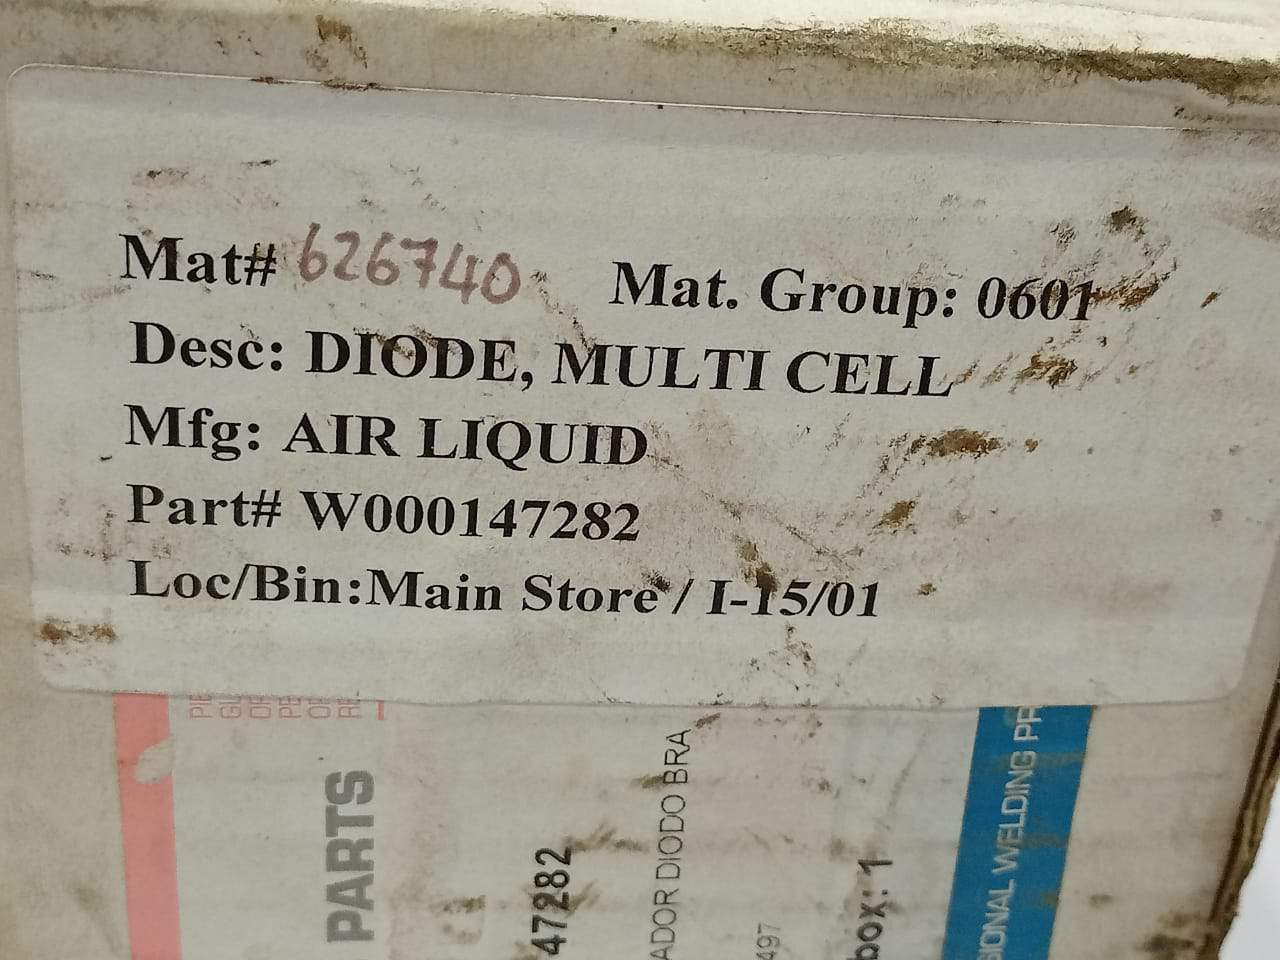 Mat# 626740 Mat. Group: 0601
Desc: DIODE, MULTI CELL
Mfg: AIR LIQUID
Part# W000147282
Loc/Bin:Main Store / I-15/01
PARTS
47282
ADOR DIODO BRA
497
box: 1
SIONAL WELDING PR